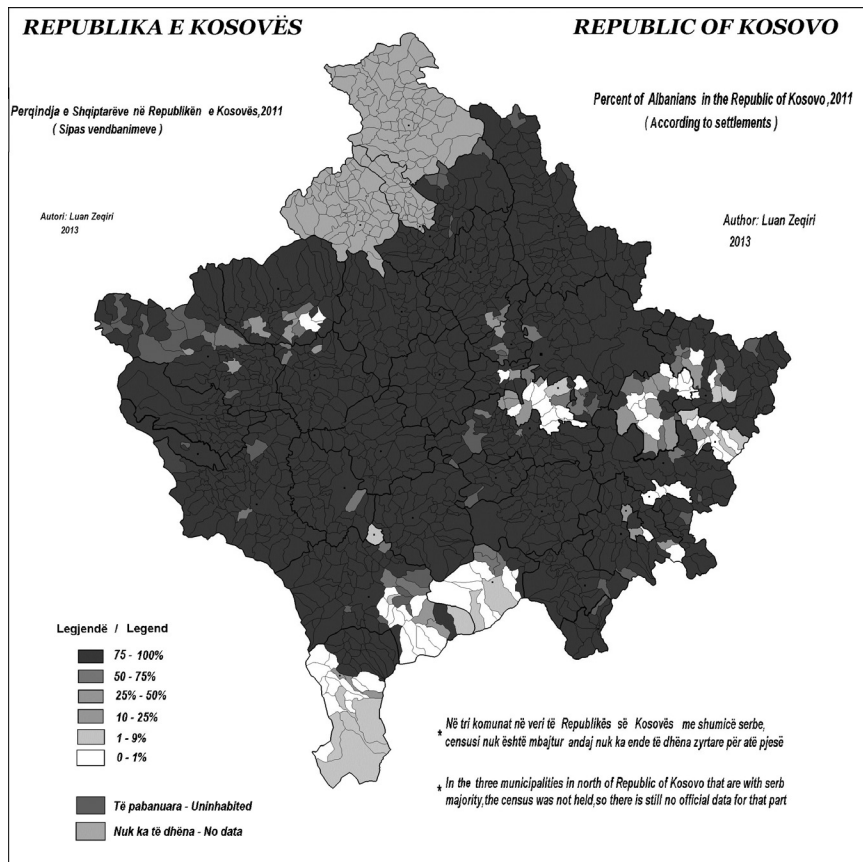 REPUBLIKA E KOSOVËS
REPUBLIC OF KOSOVO
Perqindja e Shqiptarëve në Republikën e Kosovës,2011
( Sipas vendbanimeve )
Percent of Albanians in the Republic of Kosovo,2011
( According to settlements )
Autori: Luan Zeqiri
2013
Author: Luan Zeqiri
2013
Legjendë / Legend
75 - 100%
50 - 75%
25% - 50%
10 - 25%
1 - 9%
0 - 1%
Të pabanuara - Uninhabited
Nuk ka të dhëna - No data
* Në tri komunat në veri të Republikës së Kosovës me shumicë serbe,
censusi nuk është mbajtur andaj nuk ka ende të dhëna zyrtare për atë pjesë
* In the three municipalities in north of Republic of Kosovo that are with serb
majority,the census was not held,so there is still no official data for that part